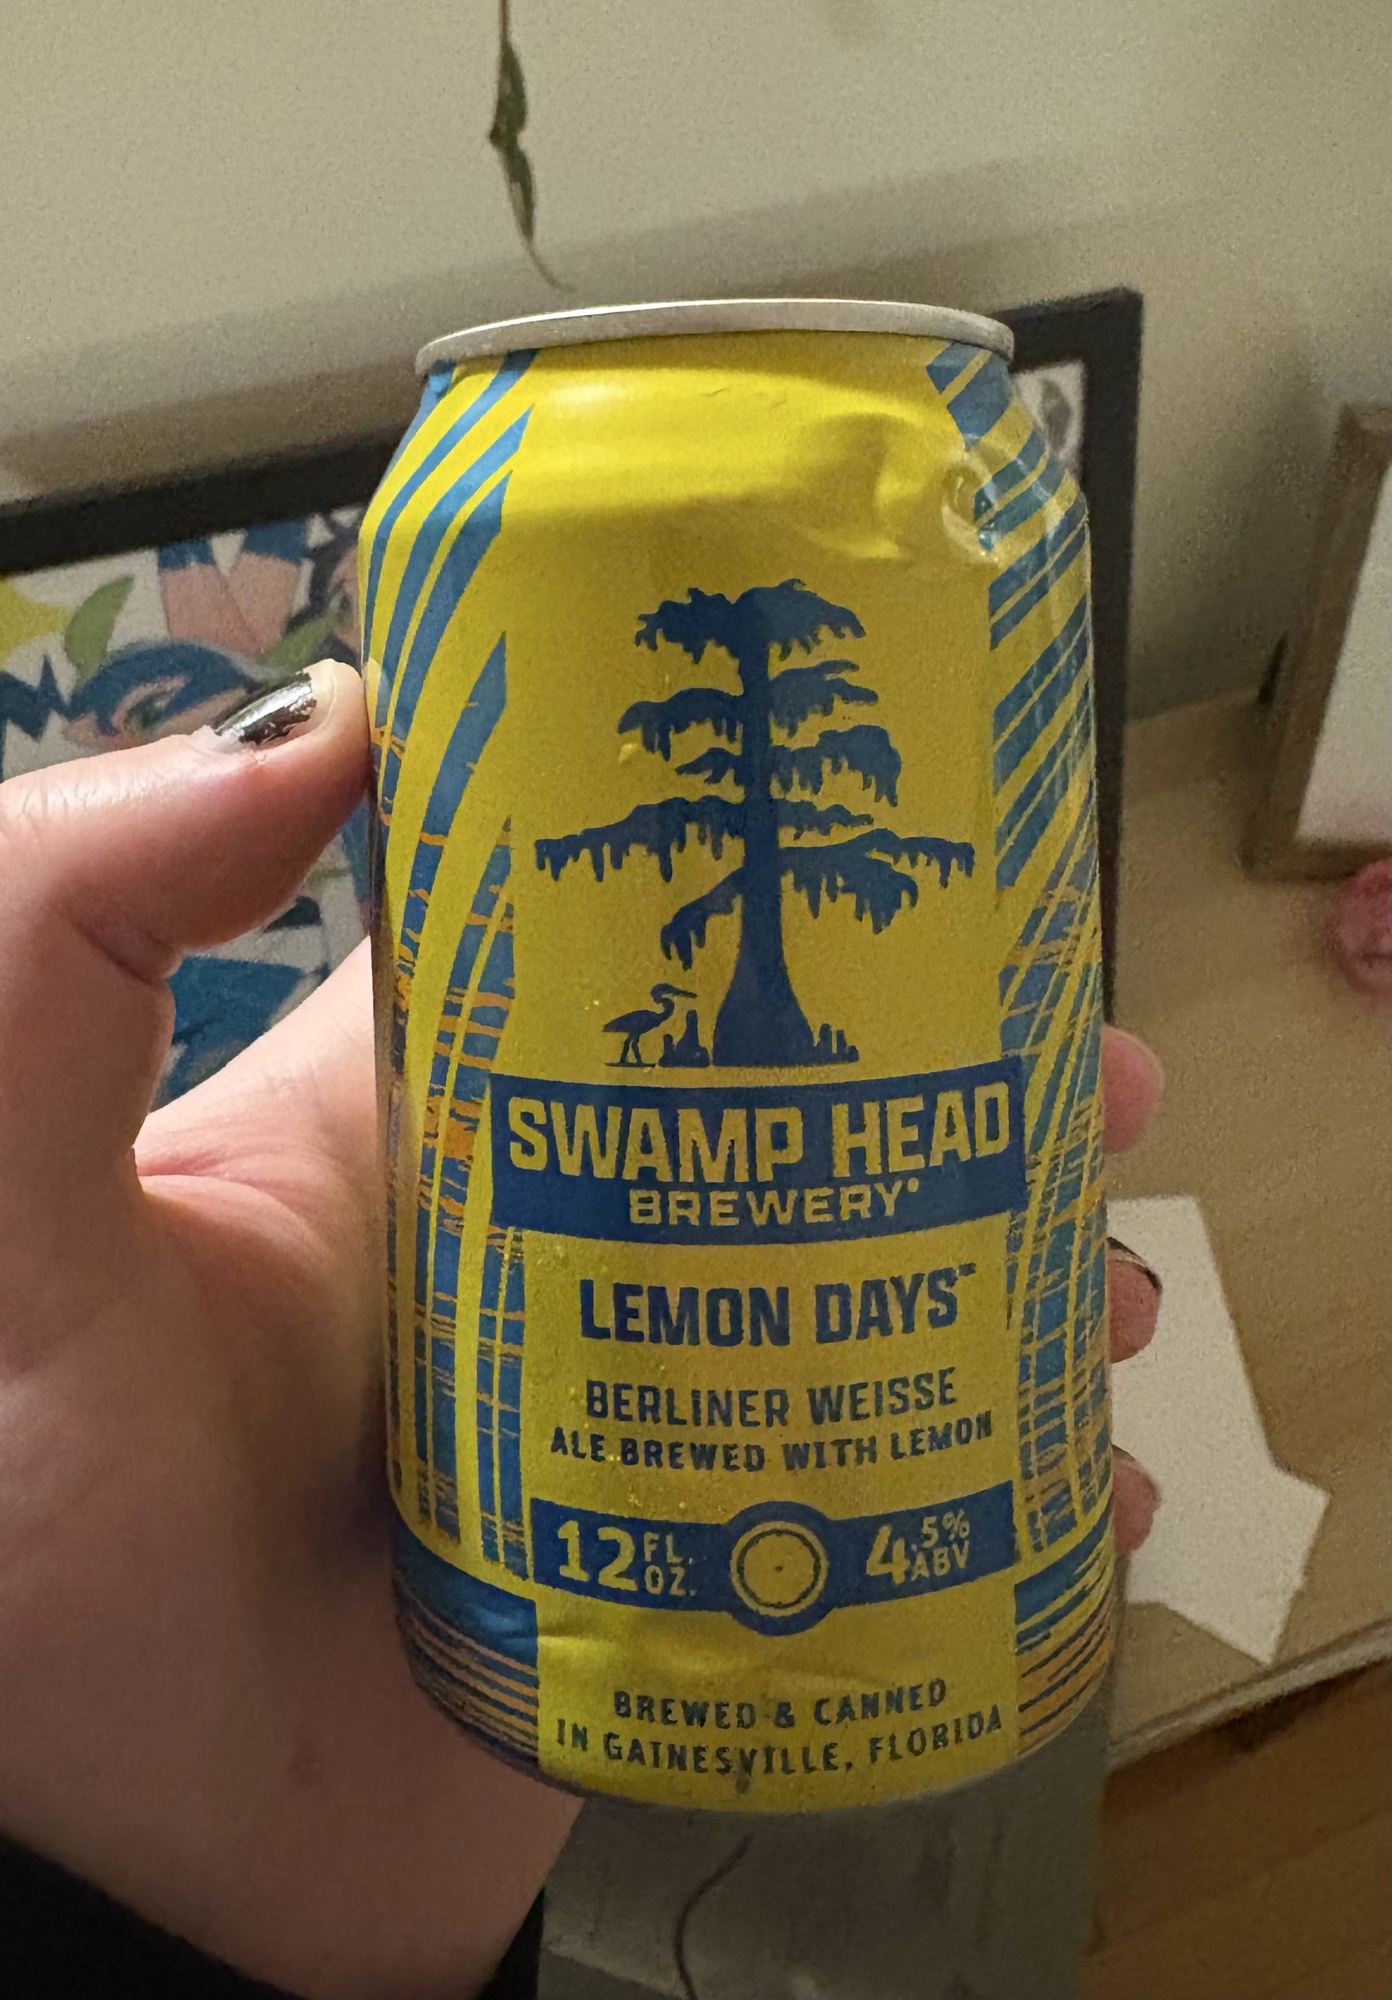 SWAMP HEAD
BREWERY®
LEMON DAYS™
BERLINER WEISSE
ALE BREWED WITH LEMON
12 FL. OZ. 4.5% ABV
BREWED & CANNED
IN GAINESVILLE, FLORIDA